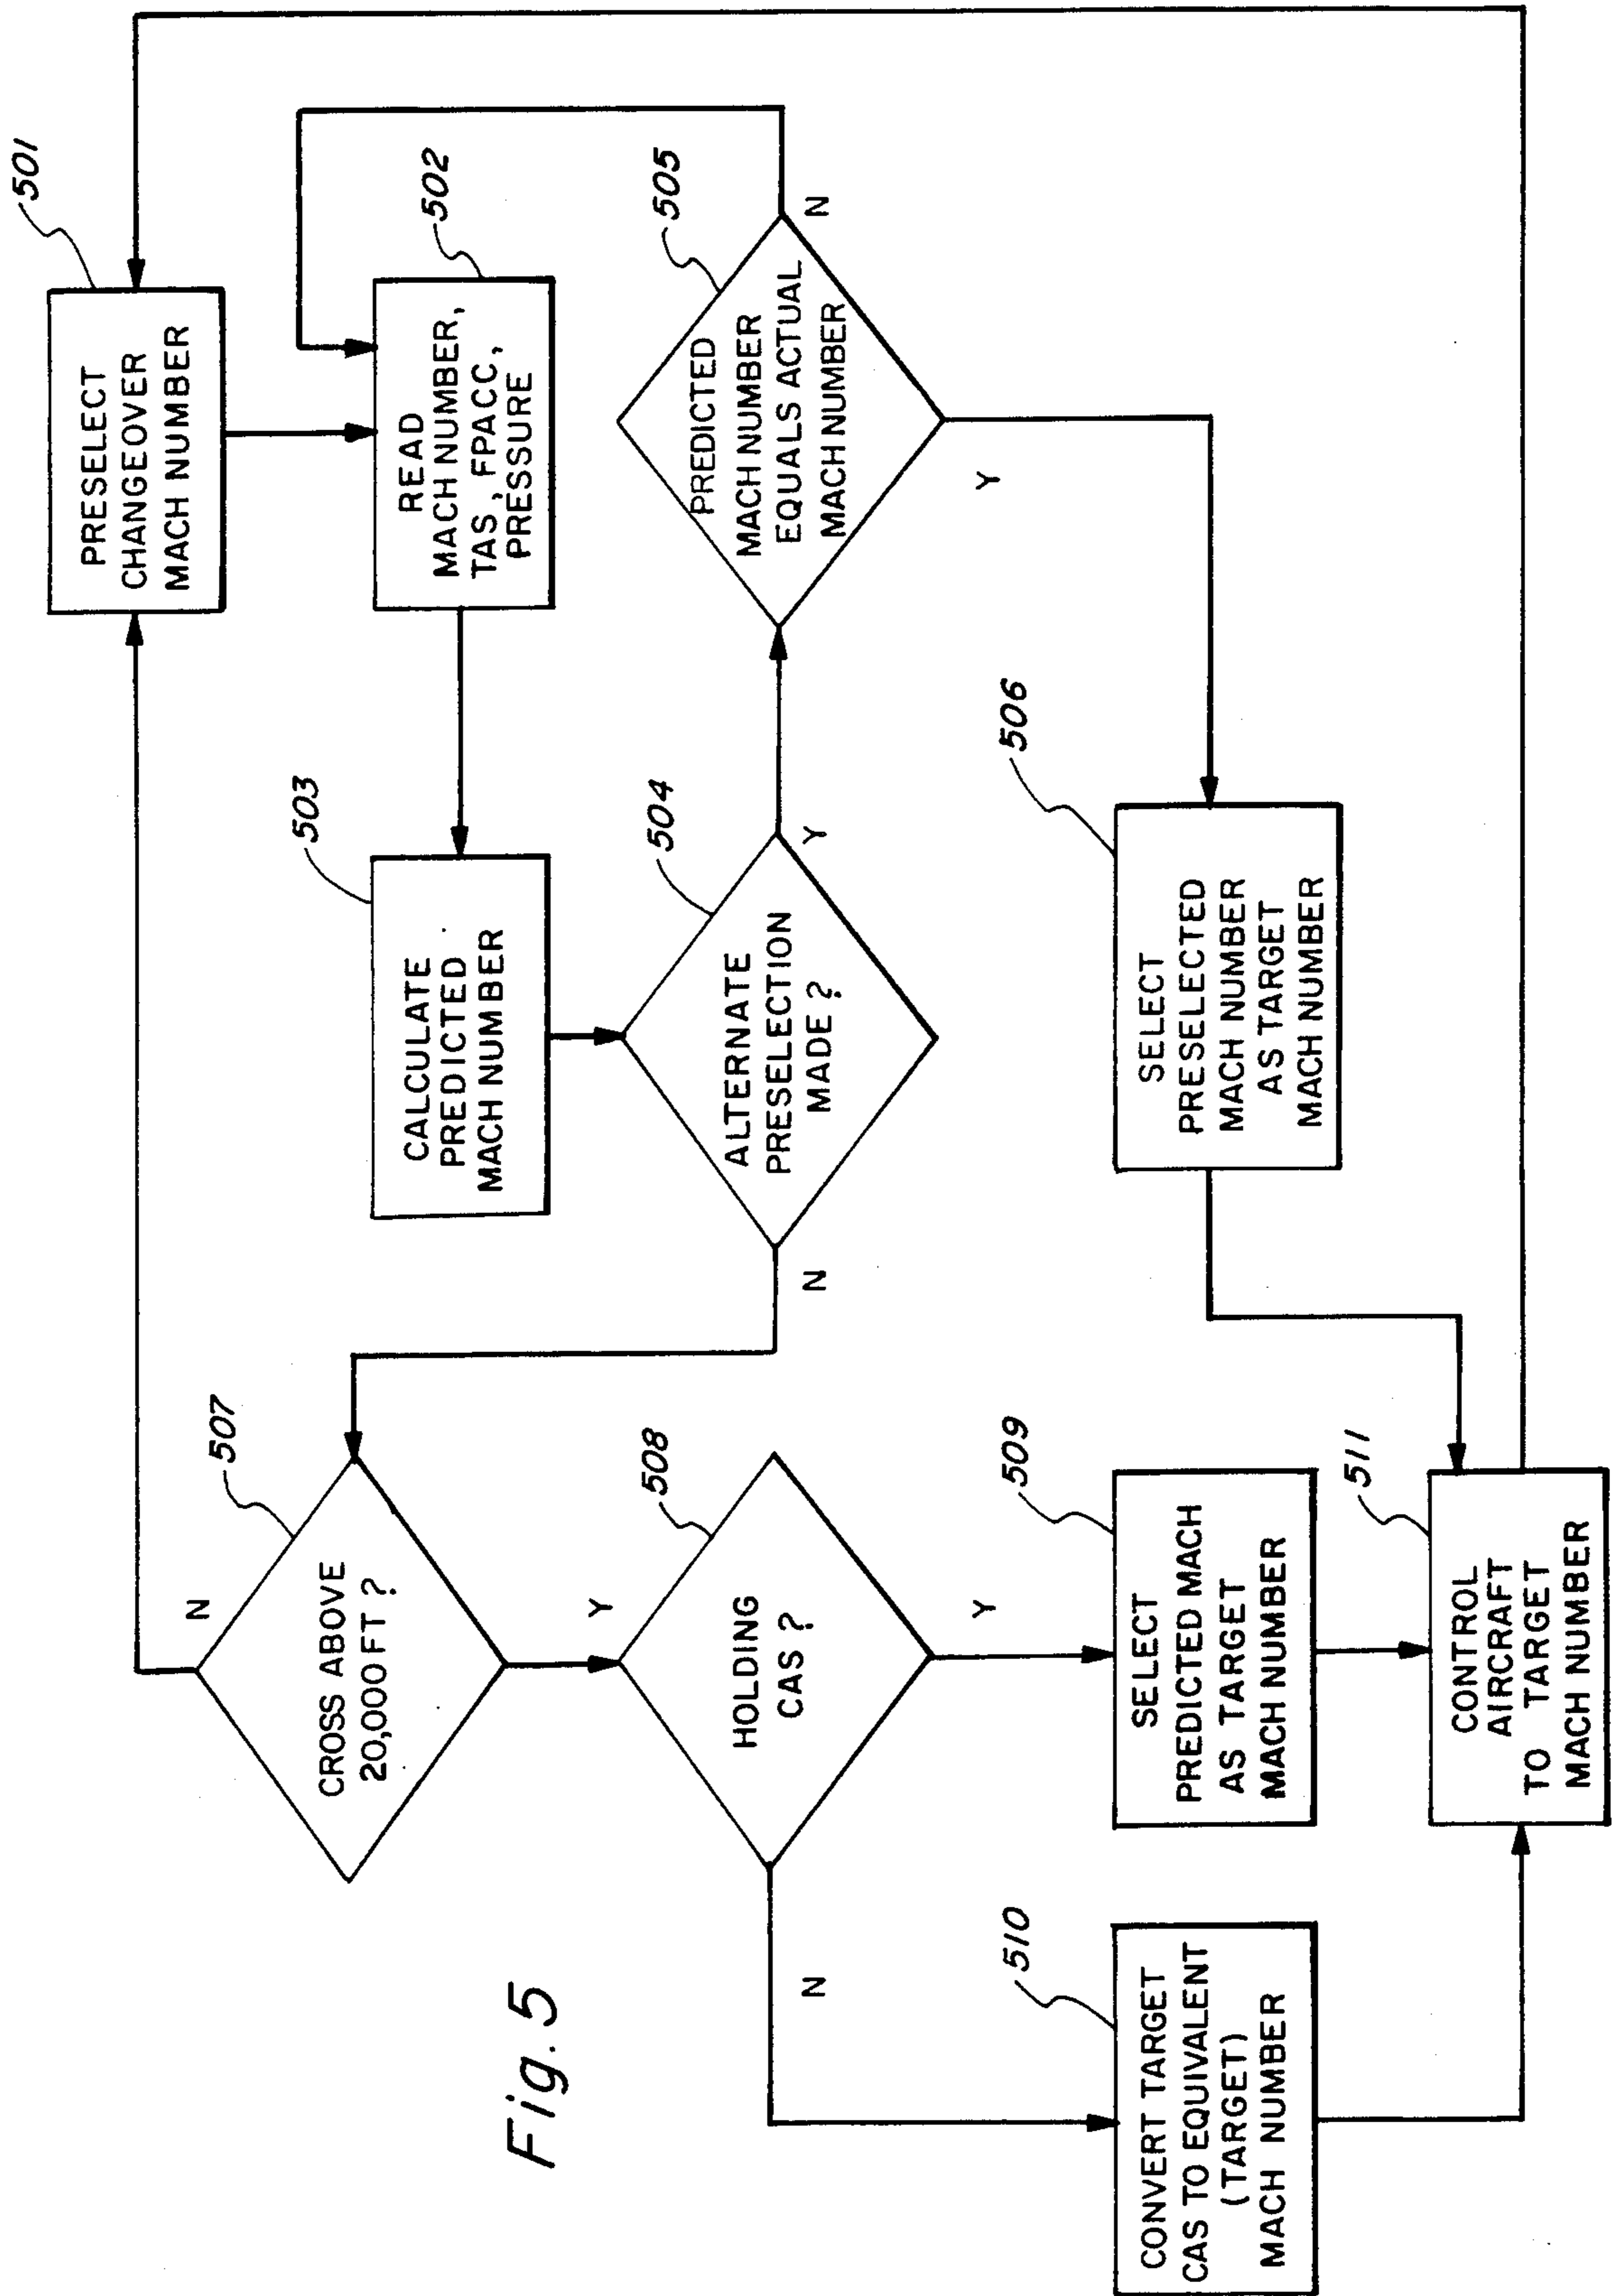 501
PRESELECT
CHANGEOVER
MACH NUMBER
502
READ
MACH NUMBER,
TAS, FPACC,
PRESSURE
503
CALCULATE
PREDICTED
MACH NUMBER
504
ALTERNATE
PRESELECTION
MADE ?
Y
N
505
PREDICTED
MACH NUMBER
EQUALS ACTUAL
MACH NUMBER
N
Y
506
SELECT
PRESELECTED
MACH NUMBER
AS TARGET
MACH NUMBER
507
CROSS ABOVE
20,000FT ?
N
Y
508
HOLDING
CAS ?
Y
N
509
SELECT
PREDICTED MACH
AS TARGET
MACH NUMBER
510
CONVERT TARGET
CAS TO EQUIVALENT
(TARGET)
MACH NUMBER
511
CONTROL
AIRCRAFT
TO TARGET
MACH NUMBER
Fig. 5